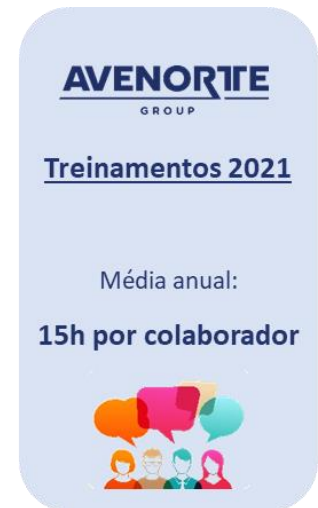 AVENORTE
GROUP
Treinamentos 2021
Média anual:
15h por colaborador